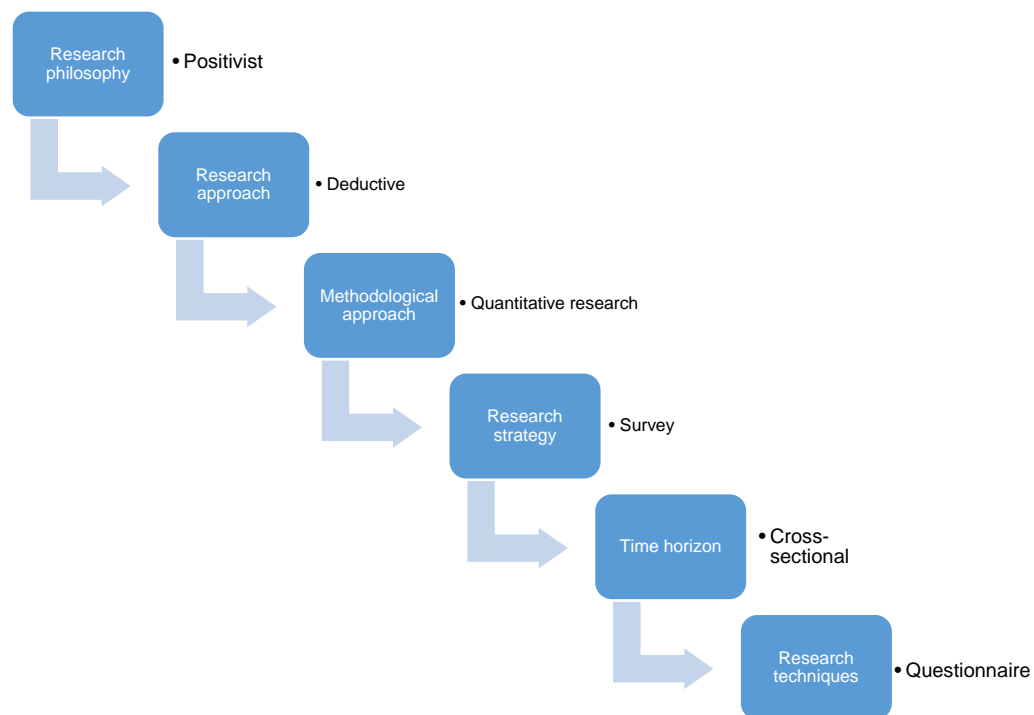 Research
philosophy
• Positivist
Research
approach
• Deductive
Methodological
approach
• Quantitative research
Research
strategy
• Survey
Time horizon
• Cross-
sectional
Research
techniques
• Questionnaire